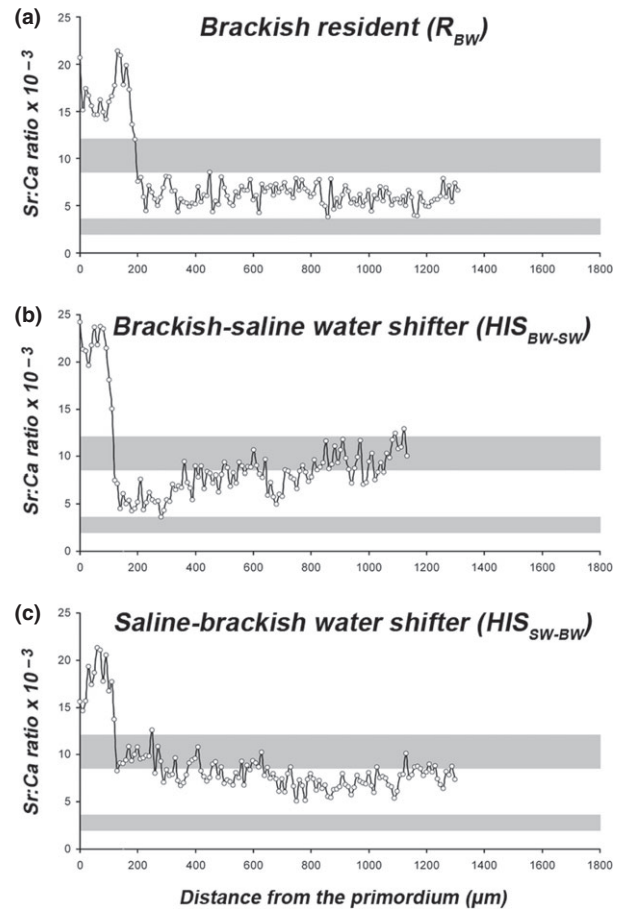 (a)
Brackish resident (R_BW)
Sr:Ca ratio x 10⁻³
25
20
15
10
5
0
0 200 400 600 800 1000 1200 1400 1600 1800
(b)
Brackish-saline water shifter (HIS_BW-SW)
Sr:Ca ratio x 10⁻³
25
20
15
10
5
0
0 200 400 600 800 1000 1200 1400 1600 1800
(c)
Saline-brackish water shifter (HIS_SW-BW)
Sr:Ca ratio x 10⁻³
25
20
15
10
5
0
0 200 400 600 800 1000 1200 1400 1600 1800
Distance from the primordium (µm)